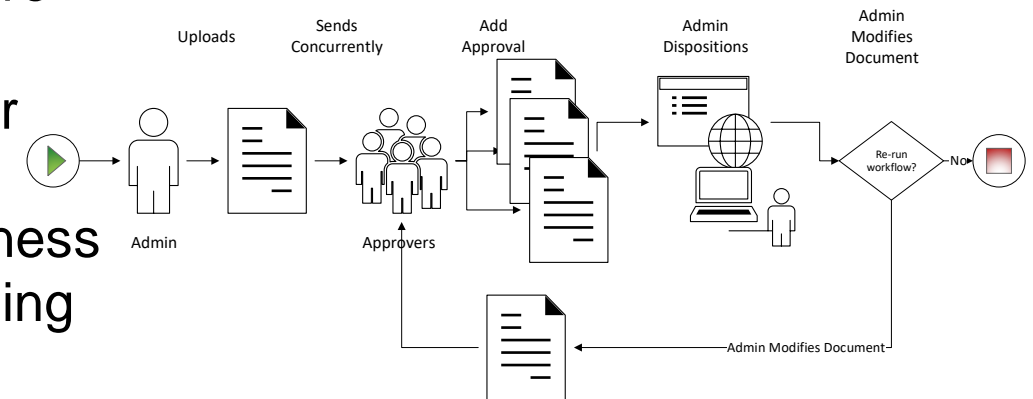 Uploads
Sends
Concurrently
Add
Approval
Admin
Dispositions
Admin
Modifies
Document
r
ness
ing
Admin
Approvers
Re-run
workflow?
No
Admin Modifies Document